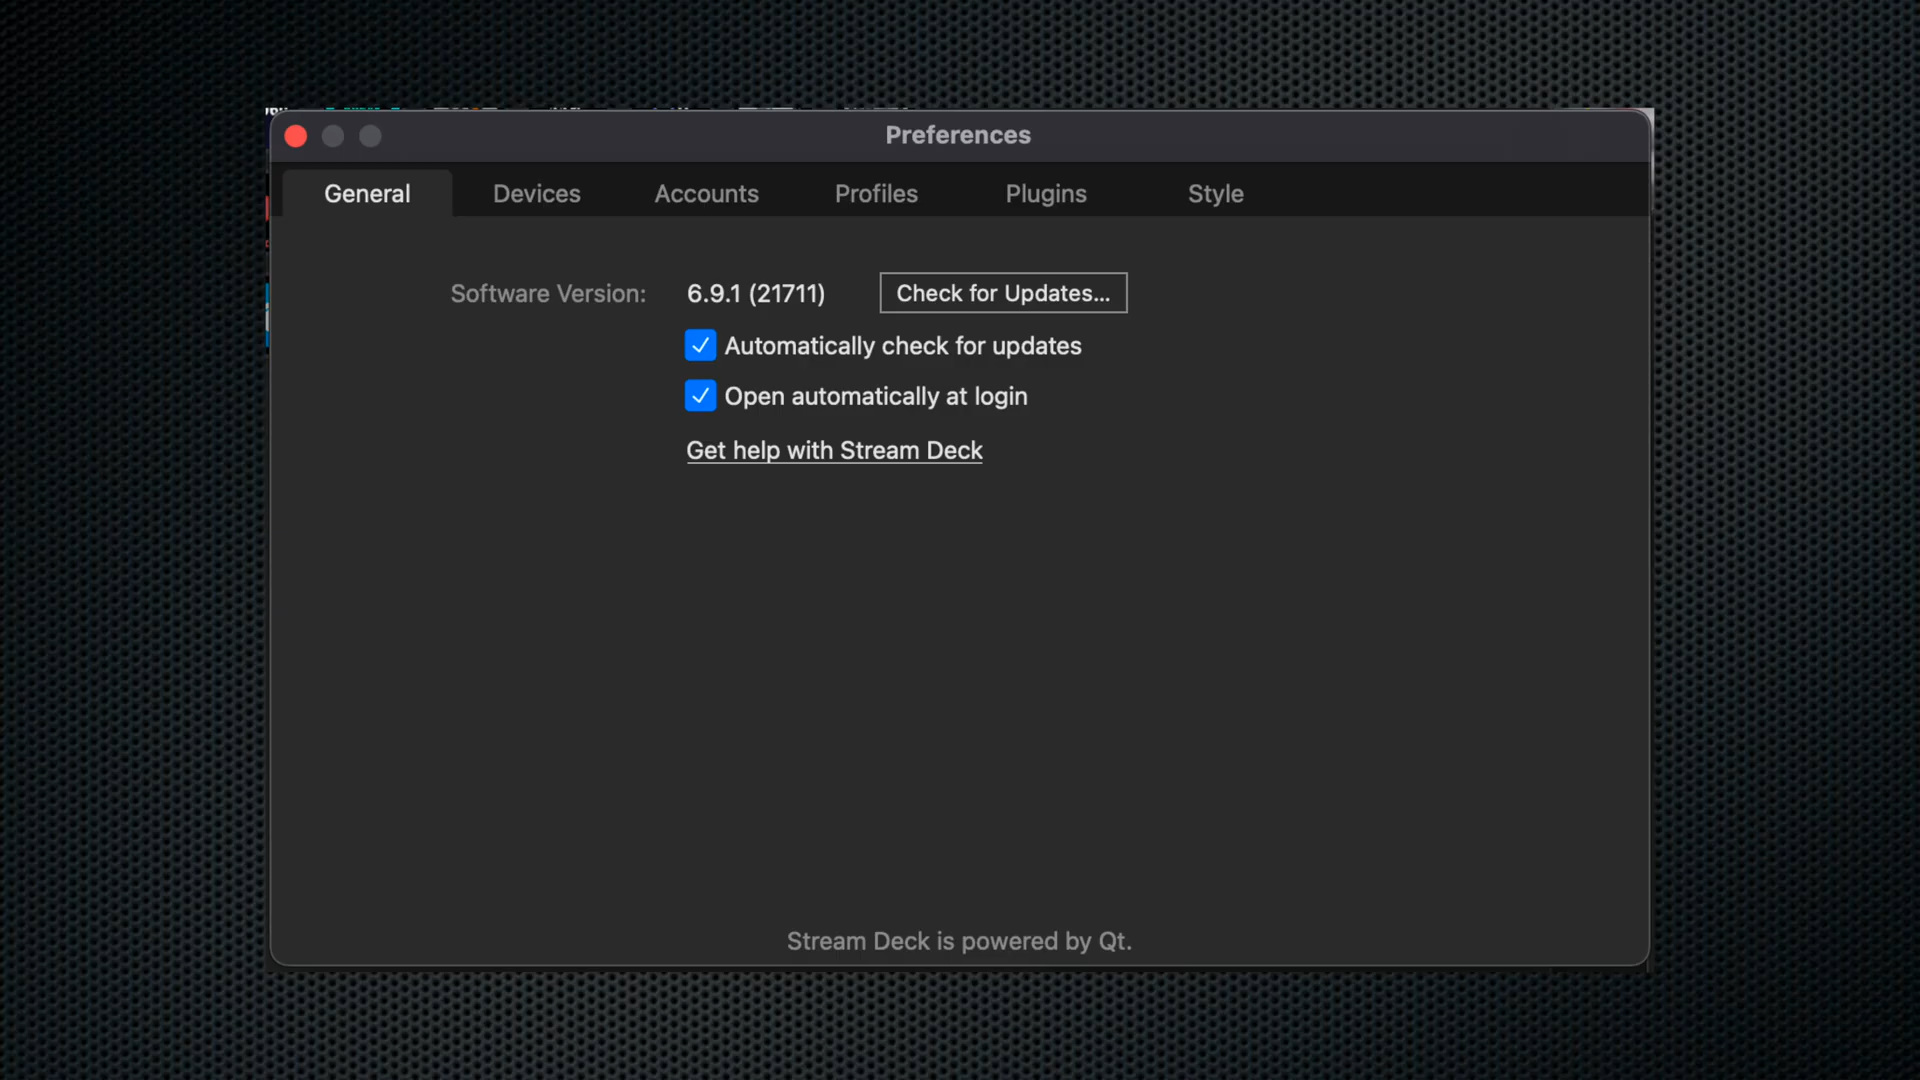 Preferences
General Devices Accounts Profiles Plugins Style
Software Version: 6.9.1 (21711) Check for Updates...
Automatically check for updates
Open automatically at login
Get help with Stream Deck
Stream Deck is powered by Qt.